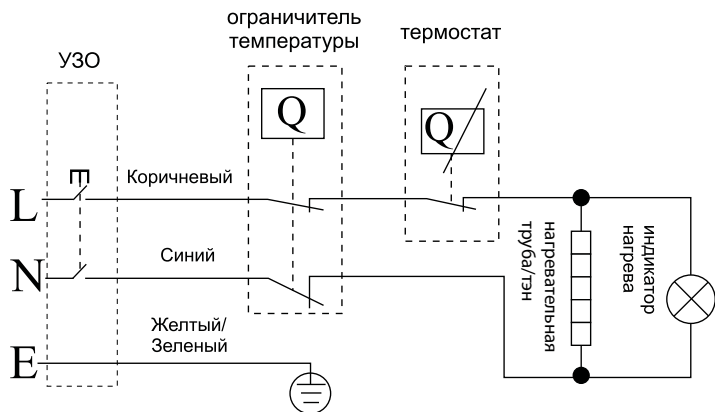 ограничитель
температуры
термостат
УЗО
Q
Q
L
Коричневый
N
Синий
E
Желтый/
Зеленый
нагревательная
труба/тэн
индикатор
нагрева